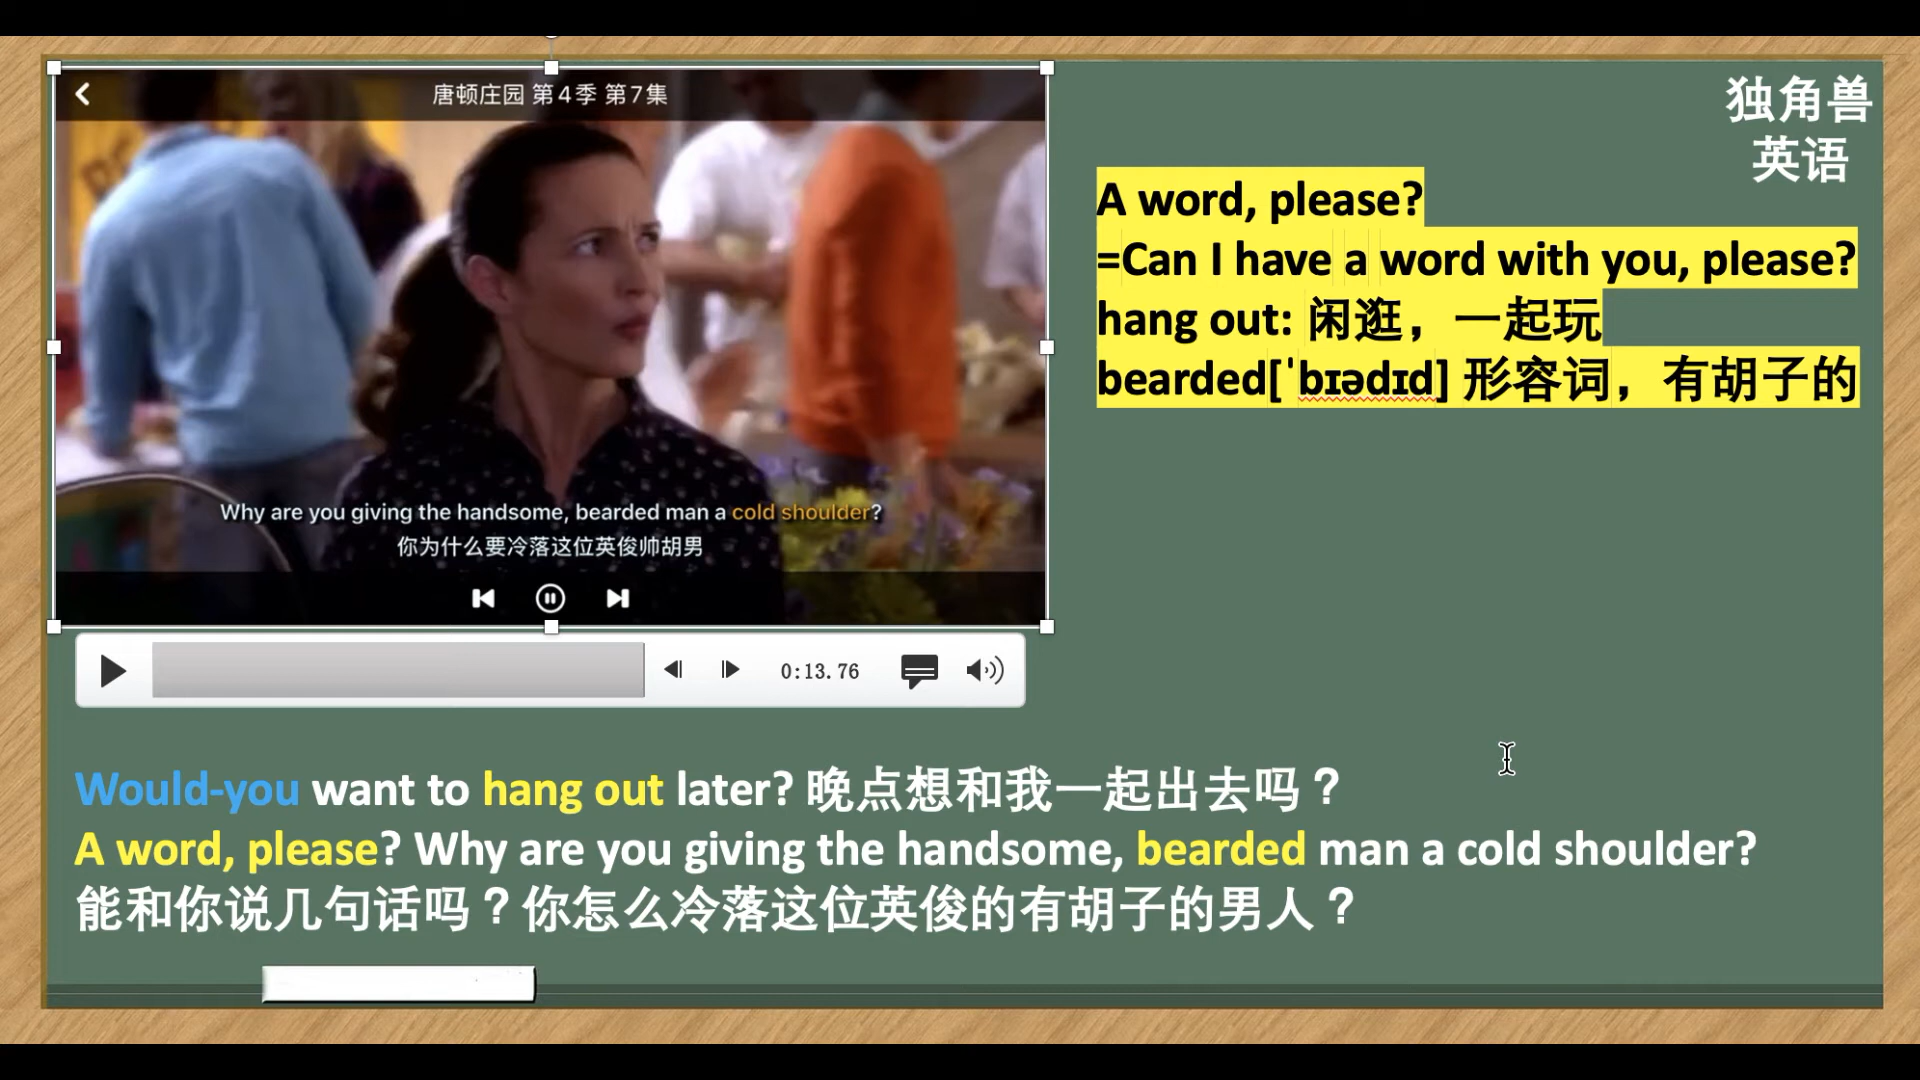 唐顿庄园 第4季 第7集
Why are you giving the handsome, bearded man a cold shoulder?
你为什么要冷落这位英俊帅胡男
0:13.76
独角兽
英语
A word, please?
=Can I have a word with you, please?
hang out: 闲逛，一起玩
bearded[ˈbɪədɪd] 形容词，有胡子的
Would-you want to hang out later? 晚点想和我一起出去吗？
A word, please? Why are you giving the handsome, bearded man a cold shoulder?
能和你说几句话吗？你怎么冷落这位英俊的有胡子的男人？